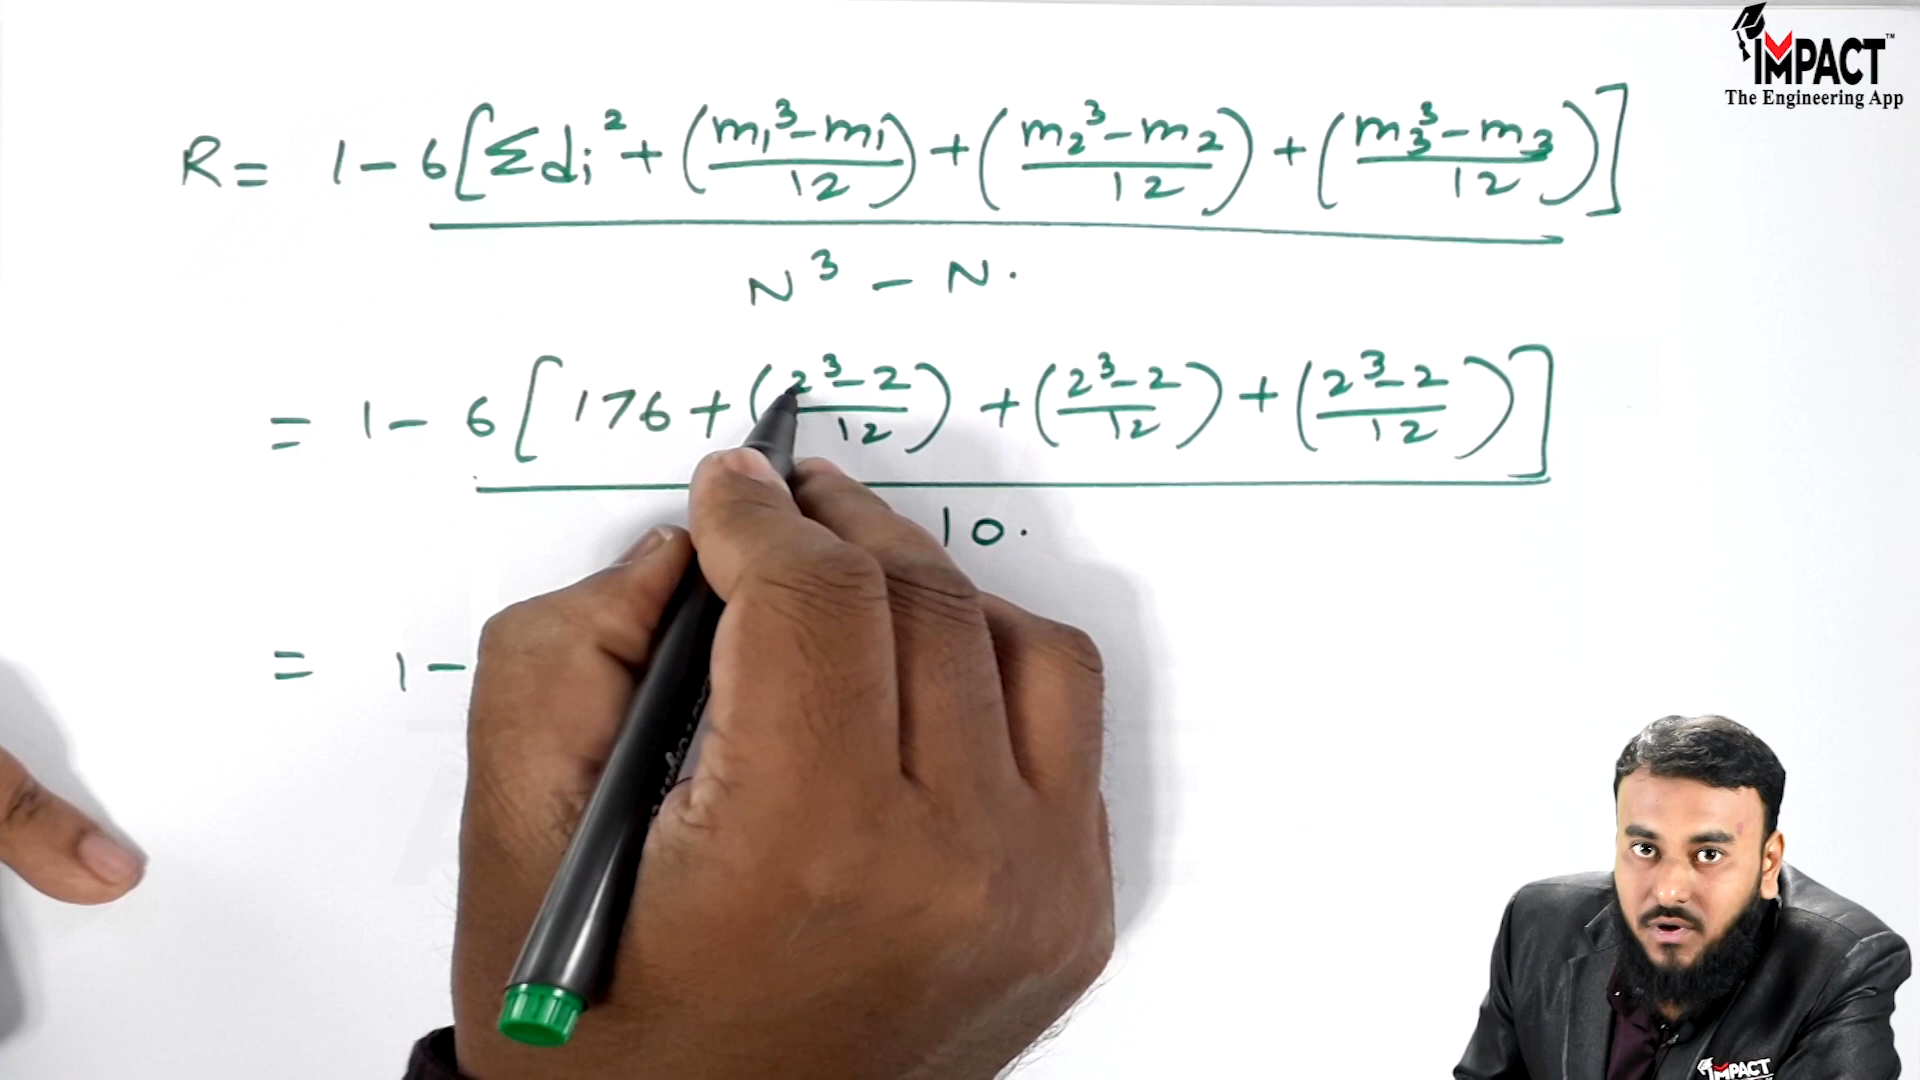 IMPACT™
The Engineering App
R = 1 - 6[Σdi² + (m₁³-m₁/12) + (m₂³-m₂/12) + (m₃³-m₃/12)]
N³ - N.
= 1 - 6[176 + (2³-2/12) + (2³-2/12) + (2³-2/12)]
10.
= 1 -
IMPACT